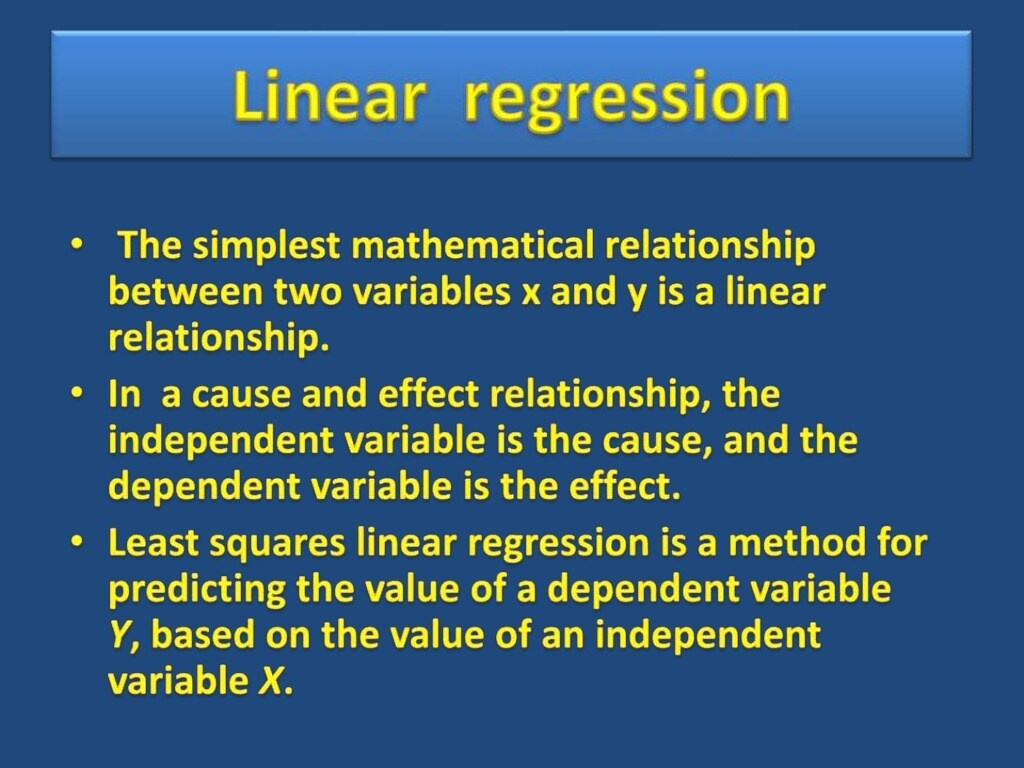 Linear  regression
•  The simplest mathematical relationship
between two variables x and y is a linear
relationship.
• In  a cause and effect relationship, the
independent variable is the cause, and the
dependent variable is the effect.
• Least squares linear regression is a method for
predicting the value of a dependent variable
Y, based on the value of an independent
variable X.